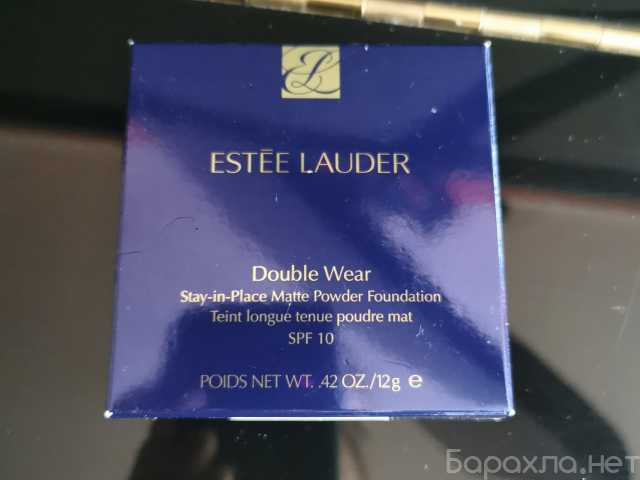 EL
ESTĒE LAUDER
Double Wear
Stay-in-Place Matte Powder Foundation
Teint longue tenue poudre mat
SPF 10
POIDS NET WT. .42 OZ./12g ℮
Барахла.нет